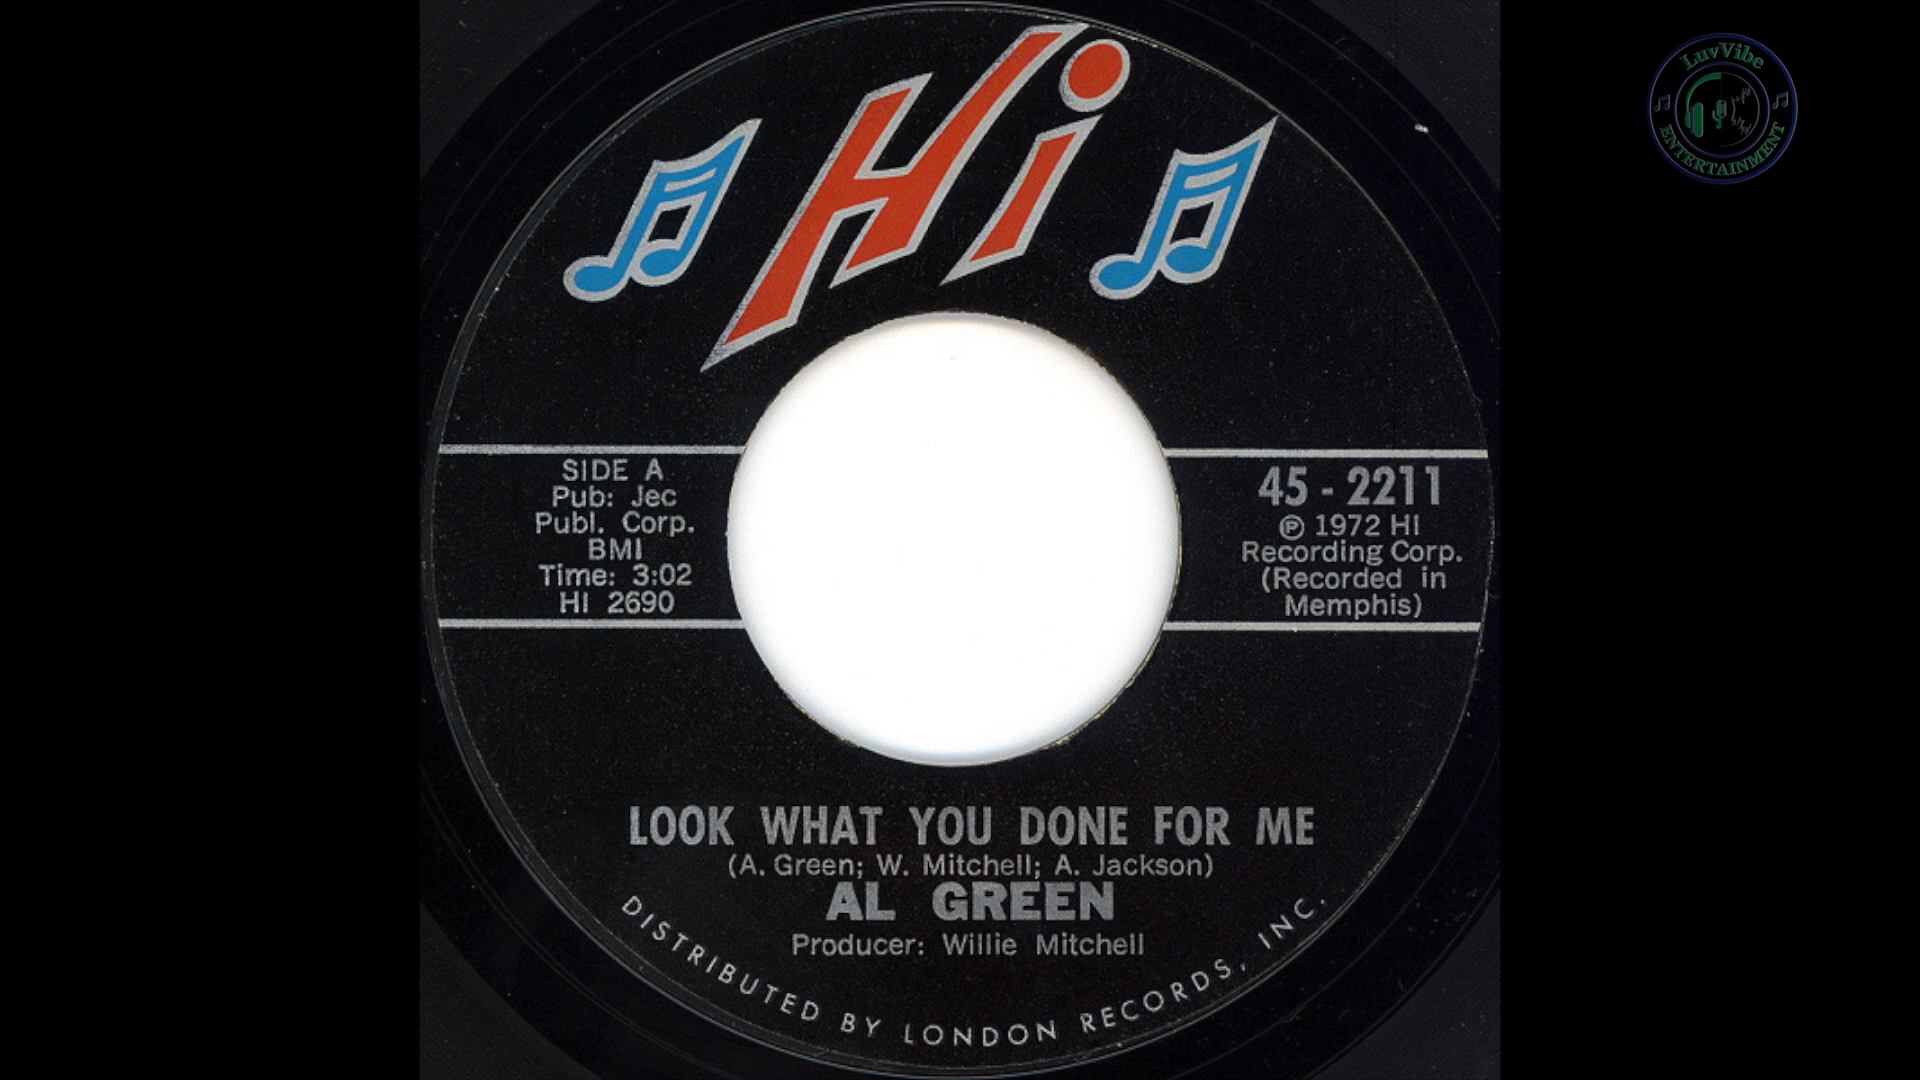 Hi
LuvVibe
ENTERTAINMENT
SIDE A
Pub: Jec
Publ. Corp.
BMI
Time: 3:02
HI 2690
45 - 2211
℗ 1972 HI
Recording Corp.
(Recorded in
Memphis)
LOOK WHAT YOU DONE FOR ME
(A. Green; W. Mitchell; A. Jackson)
AL GREEN
Producer: Willie Mitchell
DISTRIBUTED BY LONDON RECORDS, INC.